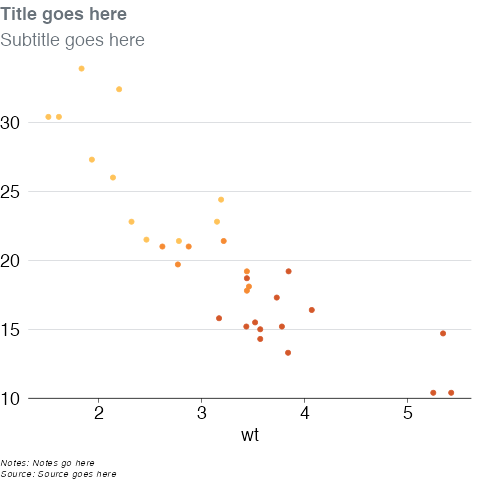 Title goes here
Subtitle goes here
30
25
20
15
10
2 3 4 5
wt
Notes: Notes go here
Source: Source goes here